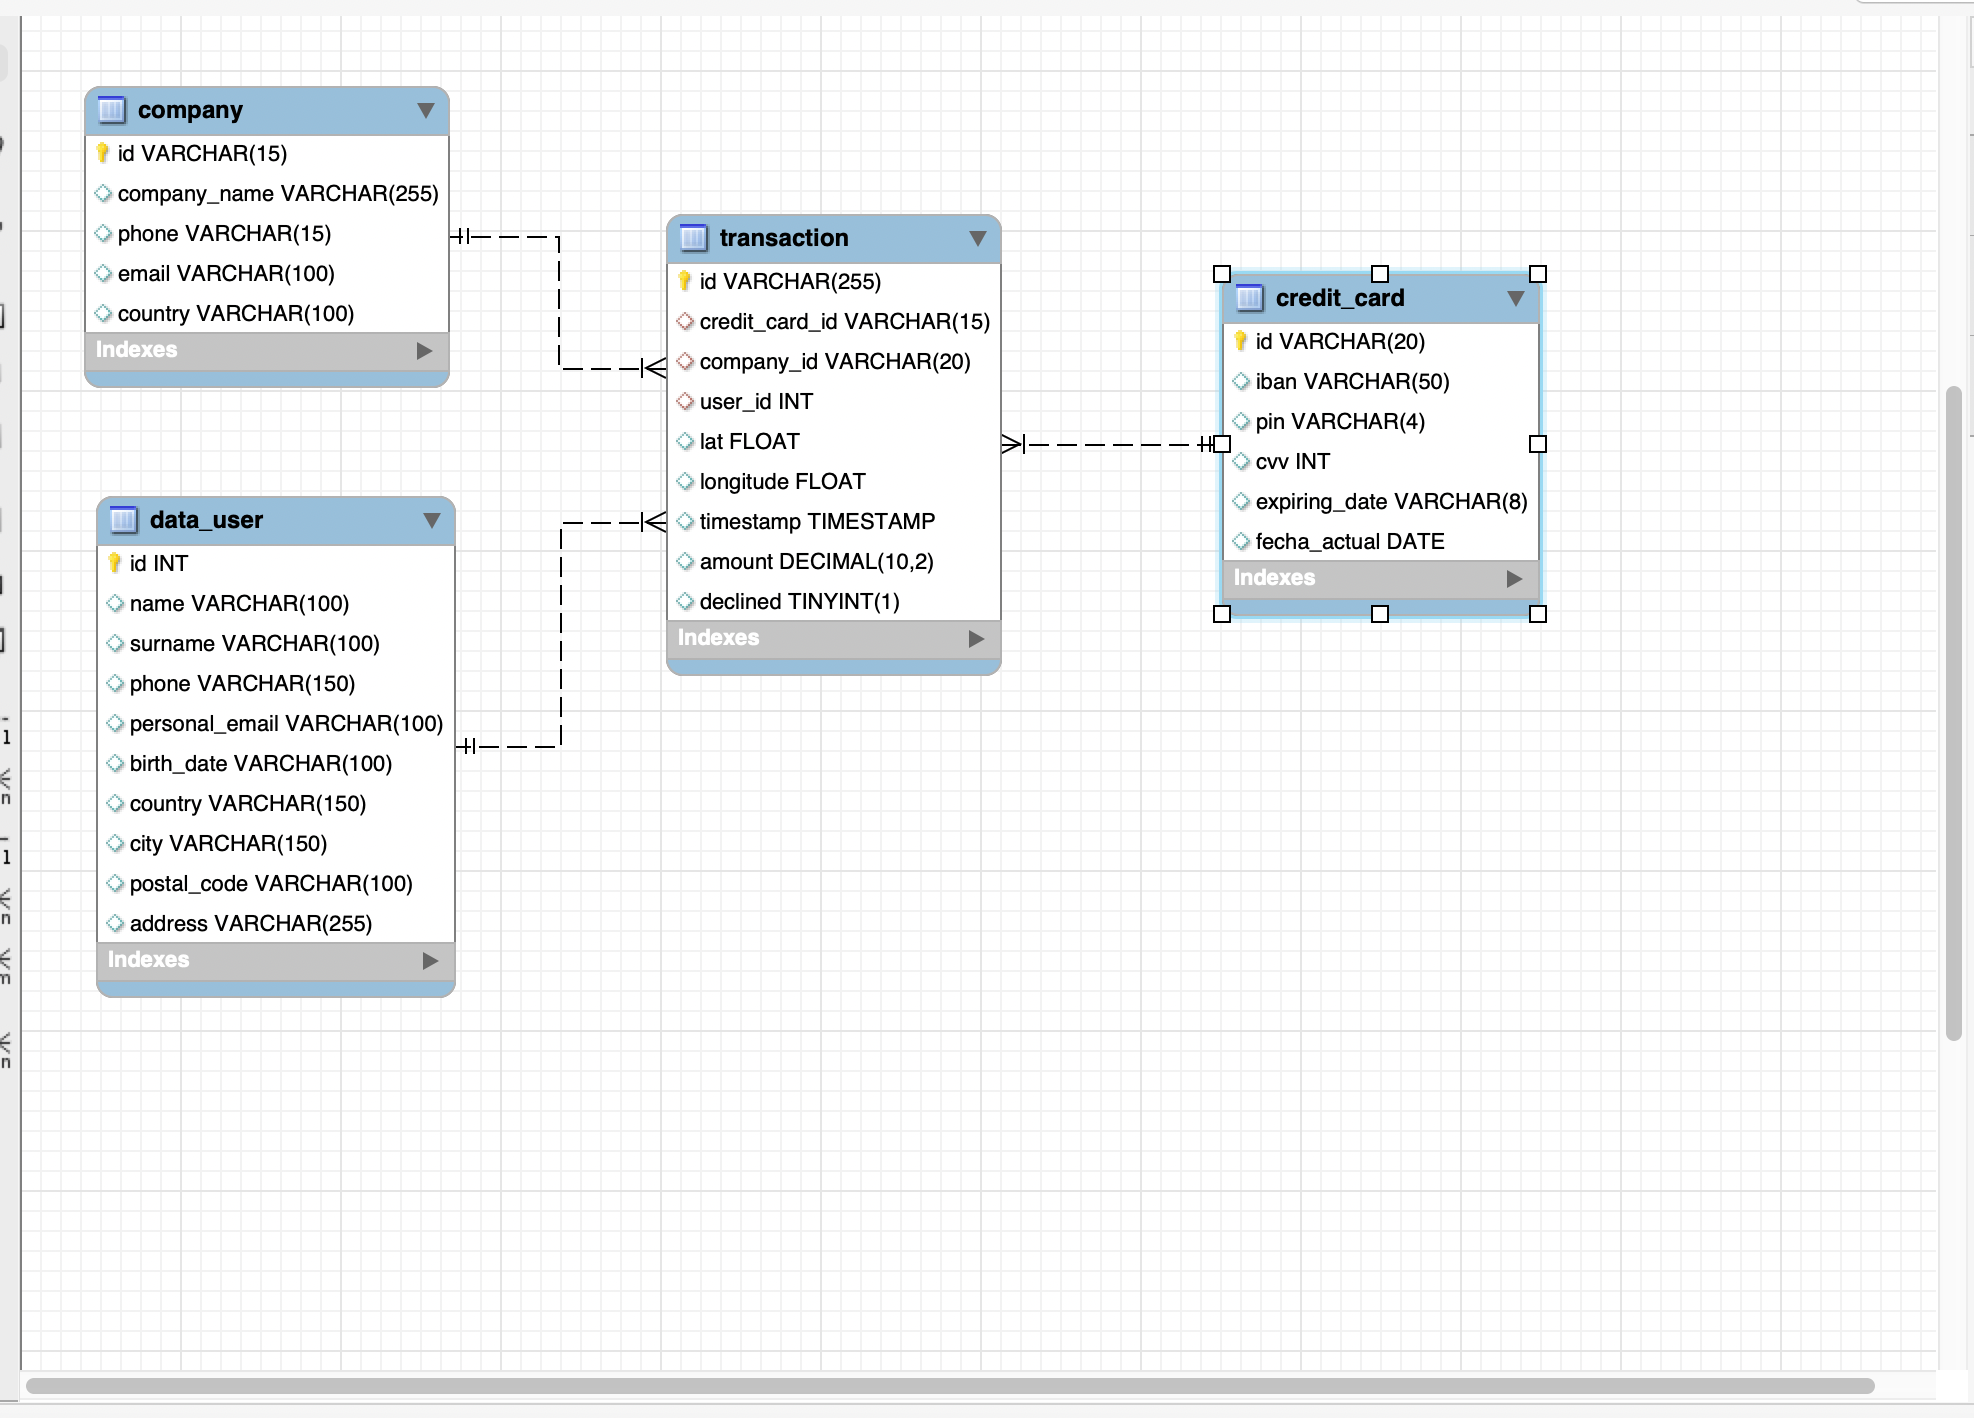 company
id VARCHAR(15)
company_name VARCHAR(255)
phone VARCHAR(15)
email VARCHAR(100)
country VARCHAR(100)
Indexes
data_user
id INT
name VARCHAR(100)
surname VARCHAR(100)
phone VARCHAR(150)
personal_email VARCHAR(100)
birth_date VARCHAR(100)
country VARCHAR(150)
city VARCHAR(150)
postal_code VARCHAR(100)
address VARCHAR(255)
Indexes
transaction
id VARCHAR(255)
credit_card_id VARCHAR(15)
company_id VARCHAR(20)
user_id INT
lat FLOAT
longitude FLOAT
timestamp TIMESTAMP
amount DECIMAL(10,2)
declined TINYINT(1)
Indexes
credit_card
id VARCHAR(20)
iban VARCHAR(50)
pin VARCHAR(4)
cvv INT
expiring_date VARCHAR(8)
fecha_actual DATE
Indexes